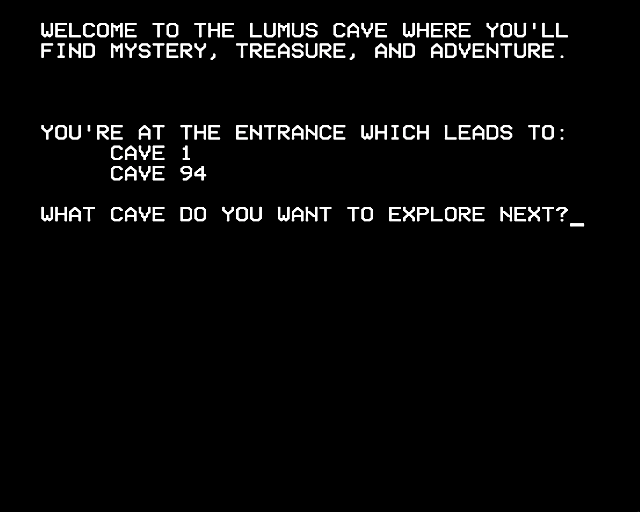 WELCOME TO THE LUMUS CAVE WHERE YOU'LL
FIND MYSTERY, TREASURE, AND ADVENTURE.
YOU'RE AT THE ENTRANCE WHICH LEADS TO:
CAVE 1
CAVE 94
WHAT CAVE DO YOU WANT TO EXPLORE NEXT?_